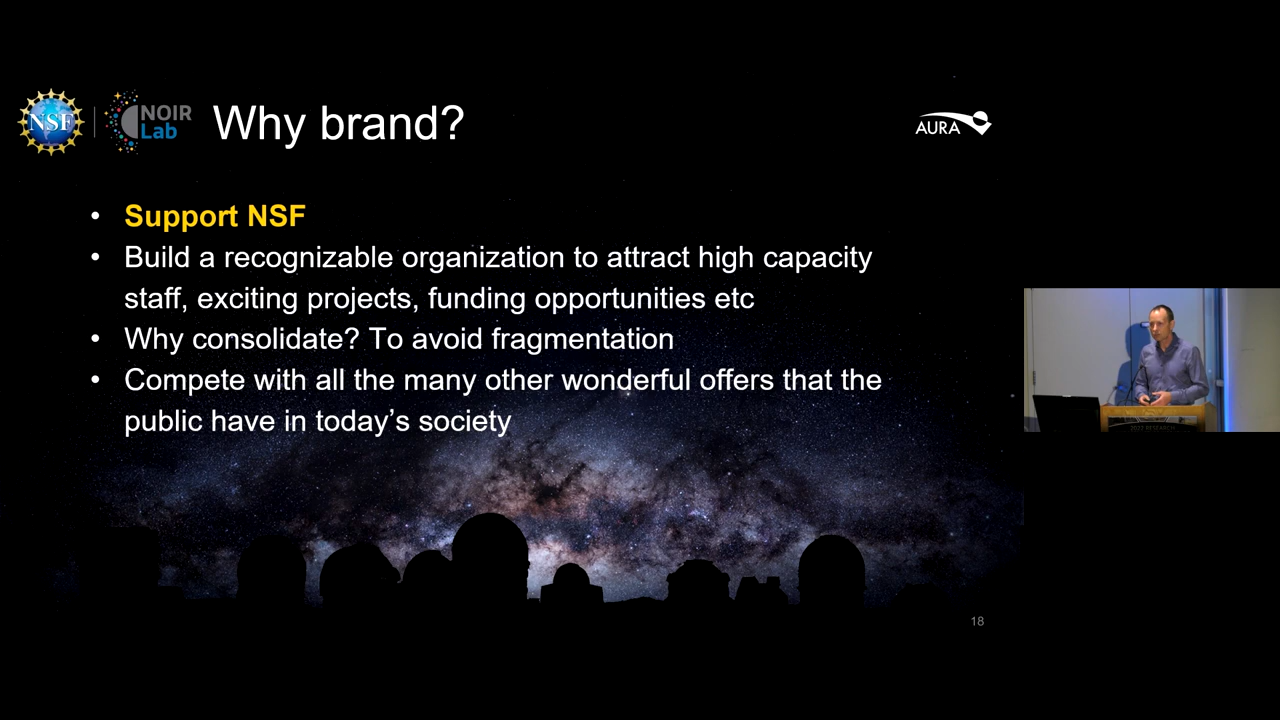 NSF
NOIR
Lab
Why brand?
AURA
• Support NSF
• Build a recognizable organization to attract high capacity
staff, exciting projects, funding opportunities etc
• Why consolidate? To avoid fragmentation
• Compete with all the many other wonderful offers that the
public have in today’s society
18